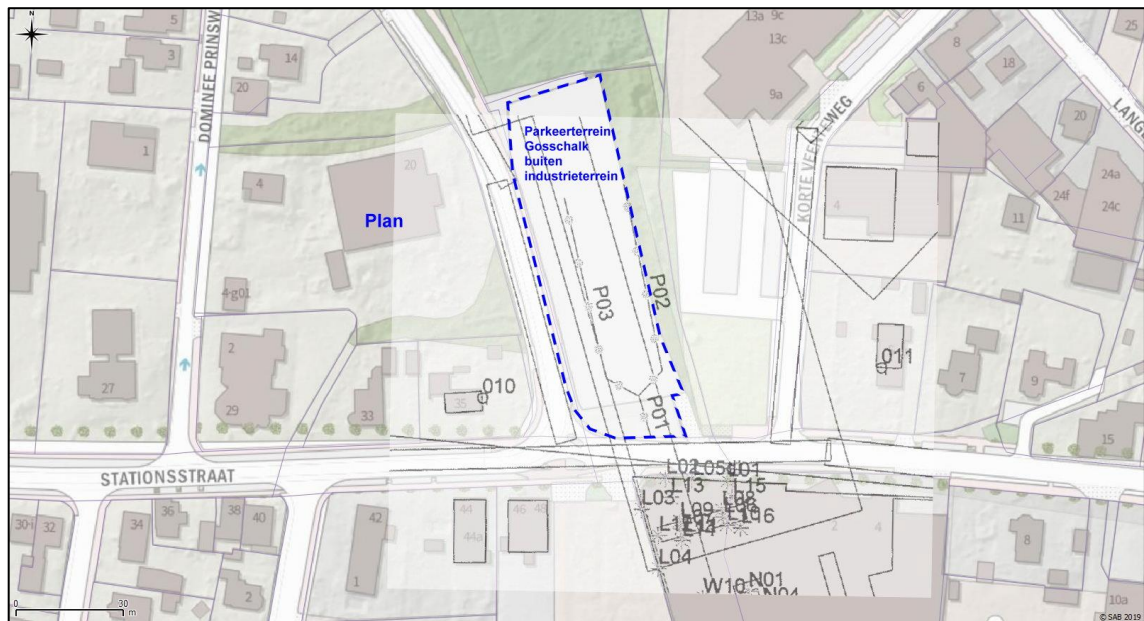 N
5
3
14
20
DOMINEE PRINSW
1
4
Plan
20
4-g01
2
29
27
33
35
010
Parkeerterrein
Gosschalk
buiten
industrieterrein
P03
P02
P01
13a
9c
13c
9a
KORTE VEENTEWEG
8
18
6
20
25
LANG
24a
24f
24c
11
4
011
7
9
15
STATIONSSTRAAT
L02
L05
L01
L13
L15
L03
L09
L08
L16
L04
W10
N01
N04
30-i
32
34
36
38
40
42
1
2
44
44a
46
48
2
4
8
10a
0
30
m
© SAB 2019